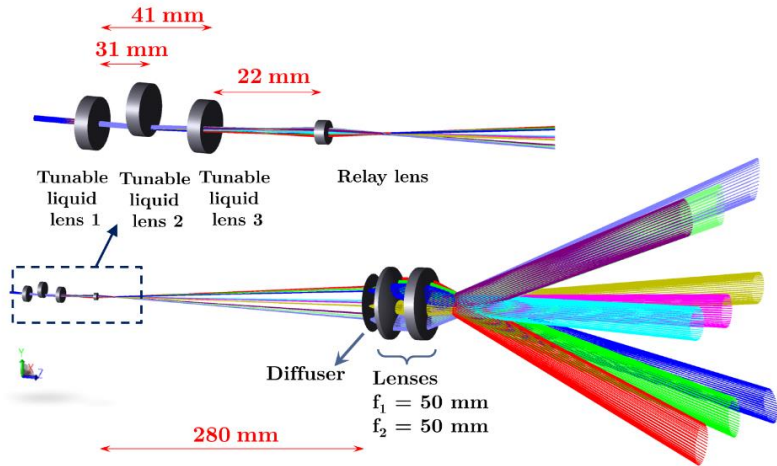 41 mm
31 mm
22 mm
Tunable
liquid
lens 1
Tunable
liquid
lens 2
Tunable
liquid
lens 3
Relay lens
Diffuser
Lenses
f₁ = 50 mm
f₂ = 50 mm
280 mm
Y
X
Z